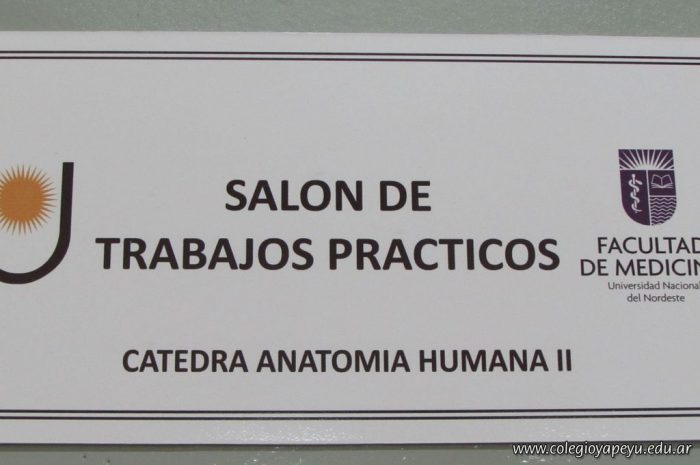 SALON DE
TRABAJOS PRACTICOS
CATEDRA ANATOMIA HUMANA II
FACULTAD
DE MEDICIN
Universidad Nacional
del Nordeste
www.colegioyapeyu.edu.ar